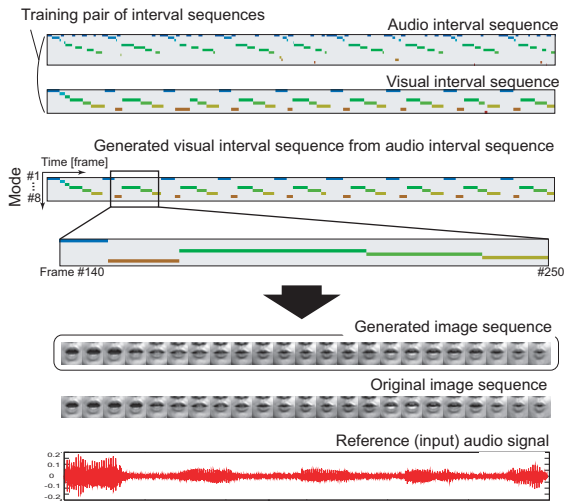 Training pair of interval sequences
Audio interval sequence
Visual interval sequence
Generated visual interval sequence from audio interval sequence
Time [frame]
Mode
#1
#8
Frame #140
#250
Generated image sequence
Original image sequence
Reference (input) audio signal
0.2
0.1
0
-0.1
-0.2